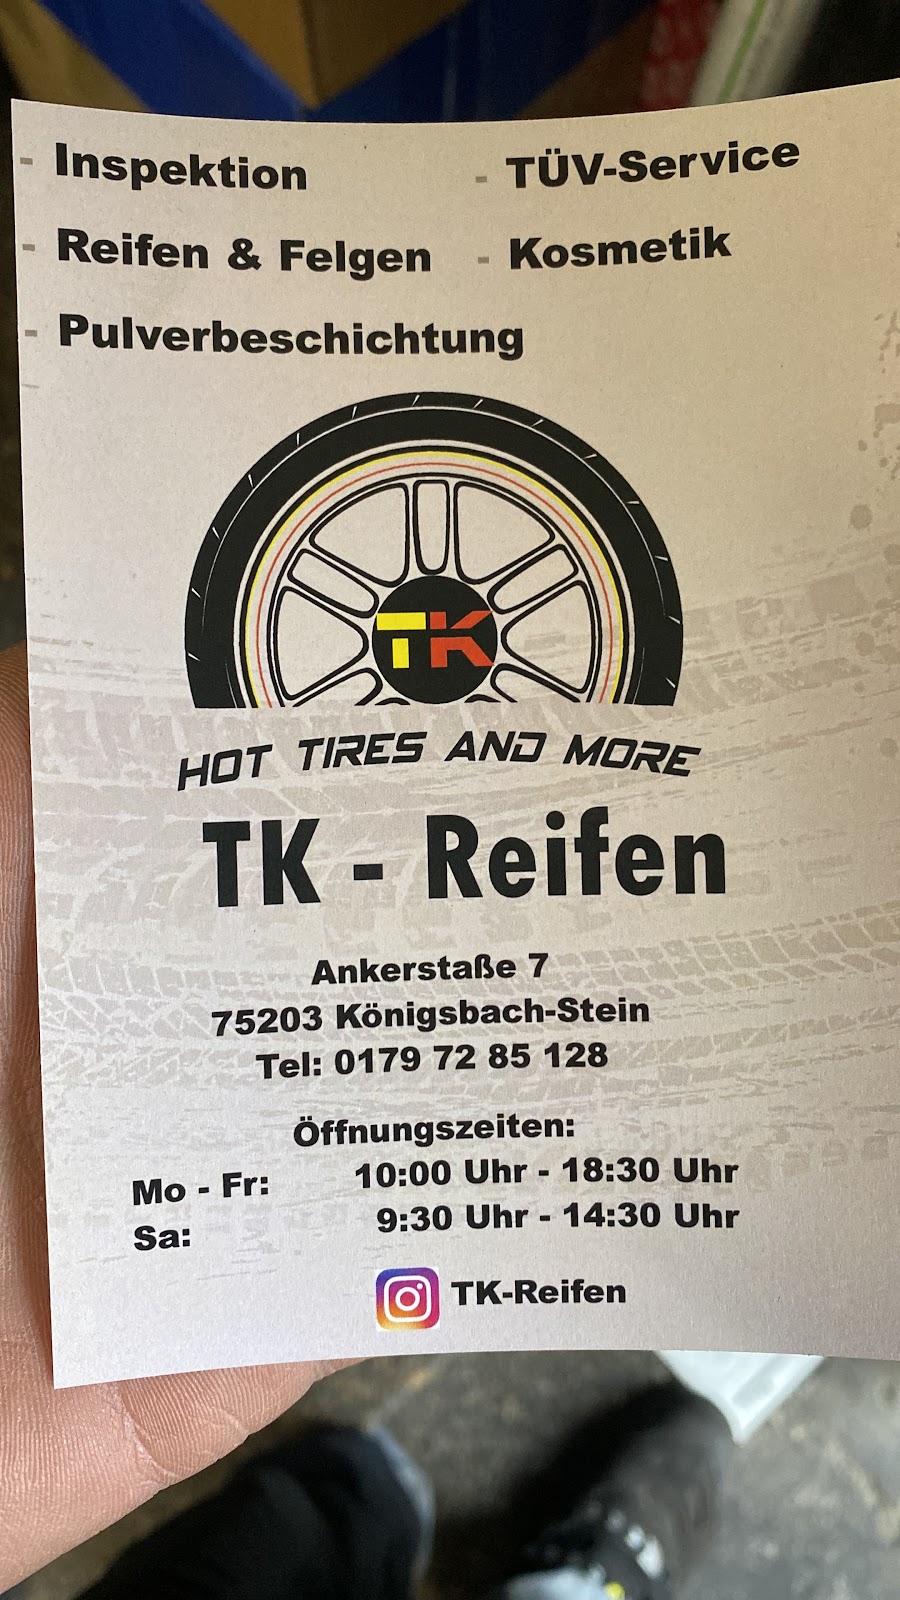 - Inspektion
- TÜV-Service
- Reifen & Felgen
- Kosmetik
- Pulverbeschichtung
TK
HOT TIRES AND MORE
TK - Reifen
Ankerstaße 7
75203 Königsbach-Stein
Tel: 0179 72 85 128
Öffnungszeiten:
Mo - Fr: 10:00 Uhr - 18:30 Uhr
Sa: 9:30 Uhr - 14:30 Uhr
TK-Reifen